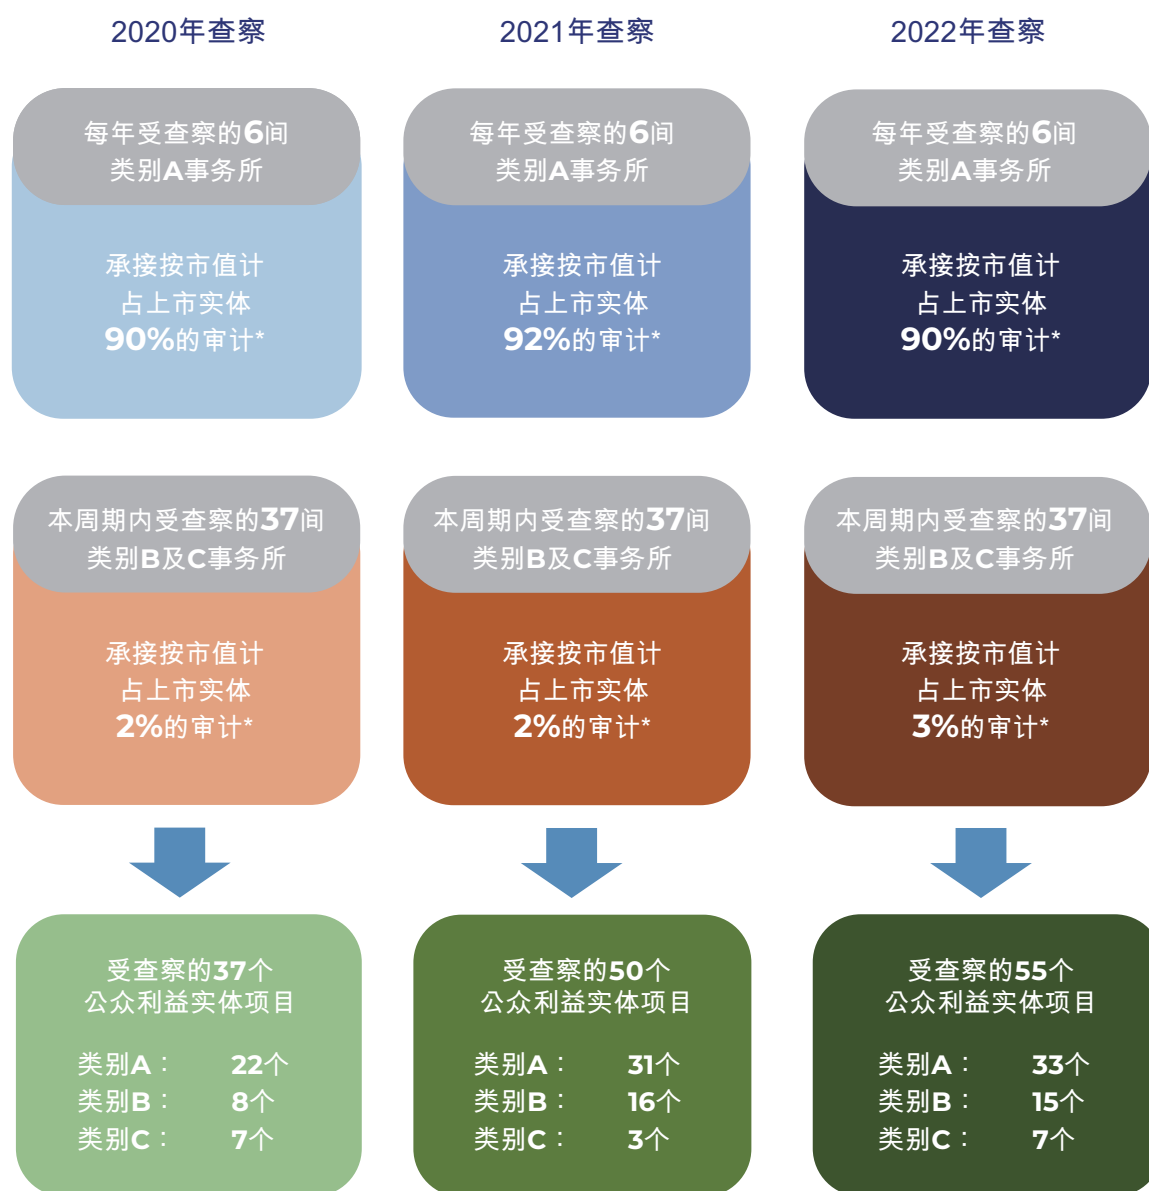 2020年查察
2021年查察
2022年查察
每年受查察的6间
类别A事务所
每年受查察的6间
类别A事务所
每年受查察的6间
类别A事务所
承接按市值计
占上市实体
90%的审计*
承接按市值计
占上市实体
92%的审计*
承接按市值计
占上市实体
90%的审计*
本周期内受查察的37间
类别B及C事务所
本周期内受查察的37间
类别B及C事务所
本周期内受查察的37间
类别B及C事务所
承接按市值计
占上市实体
2%的审计*
承接按市值计
占上市实体
2%的审计*
承接按市值计
占上市实体
3%的审计*
受查察的37个
公众利益实体项目
类别A： 22个
类别B： 8个
类别C： 7个
受查察的50个
公众利益实体项目
类别A： 31个
类别B： 16个
类别C： 3个
受查察的55个
公众利益实体项目
类别A： 33个
类别B： 15个
类别C： 7个